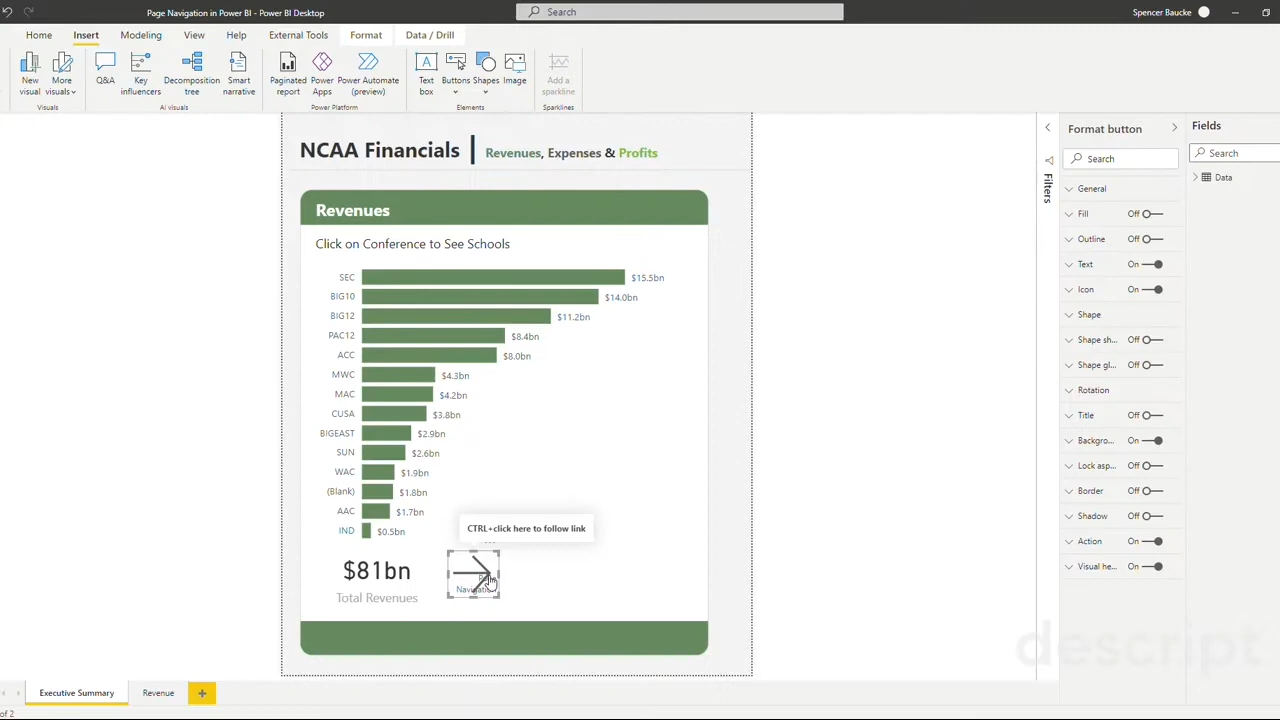 Page Navigation in Power BI - Power BI Desktop
Search
Spencer Baucke
Home
Insert
Modeling
View
Help
External Tools
Format
Data / Drill
New visual
More visuals
Q&A
Key influencers
Decomposition tree
Smart narrative
Paginated report
Power Apps
Power Automate (preview)
Text box
Buttons
Shapes
Image
Add a sparkline
Visuals
AI visuals
Power Platform
Elements
Sparklines
NCAA Financials
Revenues, Expenses & Profits
Revenues
Click on Conference to See Schools
SEC $15.5bn
BIG10 $14.0bn
BIG12 $11.2bn
PAC12 $8.4bn
ACC $8.0bn
MWC $4.3bn
MAC $4.2bn
CUSA $3.8bn
BIGEAST $2.9bn
SUN $2.6bn
WAC $1.9bn
(Blank) $1.8bn
AAC $1.7bn
IND $0.5bn
CTRL+click here to follow link
$81bn
Total Revenues
Filters
Format button
Search
General
Fill Off
Outline Off
Text On
Icon On
Shape
Shape sh... Off
Shape gl... Off
Rotation
Title Off
Backgro... On
Lock asp... Off
Border Off
Shadow Off
Action On
Visual he... On
Fields
Search
Data
descript
Executive Summary
Revenue
of 2